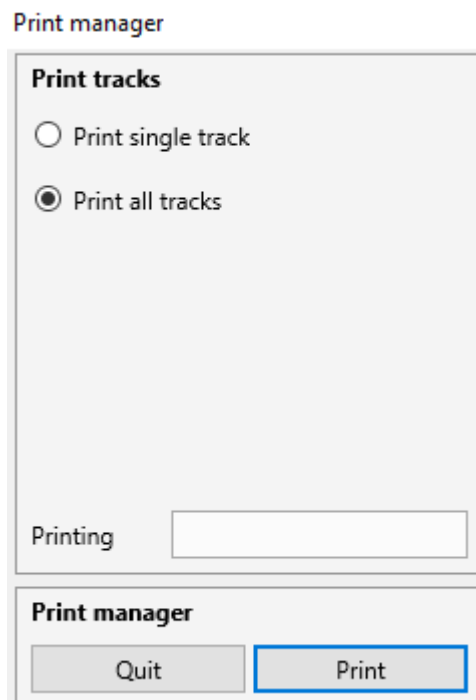 Print manager
Print tracks
Print single track
Print all tracks
Printing
Print manager
Quit Print